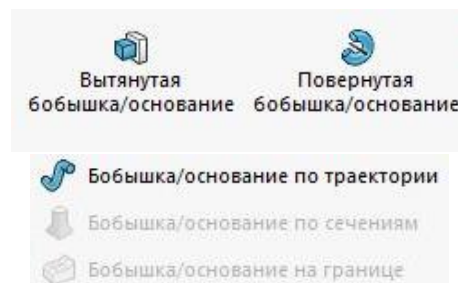 Вытянутая
бобышка/основание
Повернутая
бобышка/основание
Бобышка/основание по траектории
Бобышка/основание по сечениям
Бобышка/основание на границе